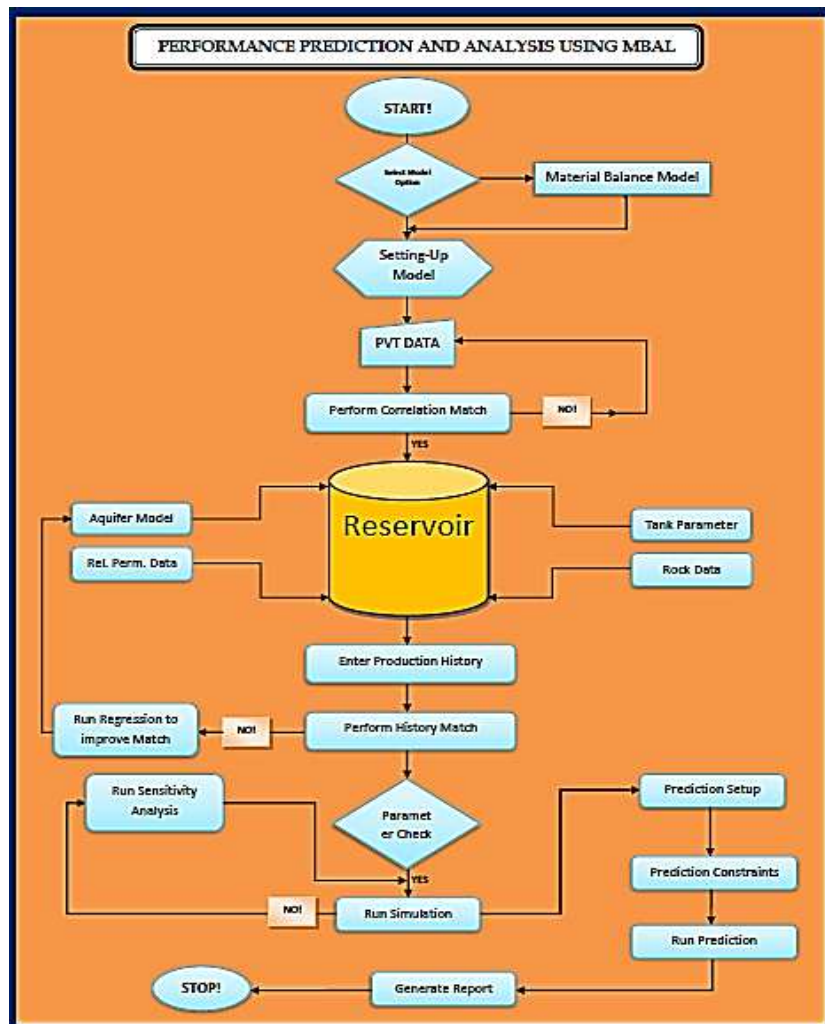 PERFORMANCE PREDICTION AND ANALYSIS USING MBAL
START!
Select Model
Option
Material Balance Model
Setting-Up
Model
PVT DATA
Perform Correlation Match
NO!
YES
Reservoir
Aquifer Model
Tank Parameter
Rel. Perm. Data
Rock Data
Enter Production History
Run Regression to
improve Match
NO!
Perform History Match
Run Sensitivity
Analysis
Paramet
er Check
Prediction Setup
YES
Prediction Constraints
NO!
Run Simulation
Run Prediction
STOP!
Generate Report